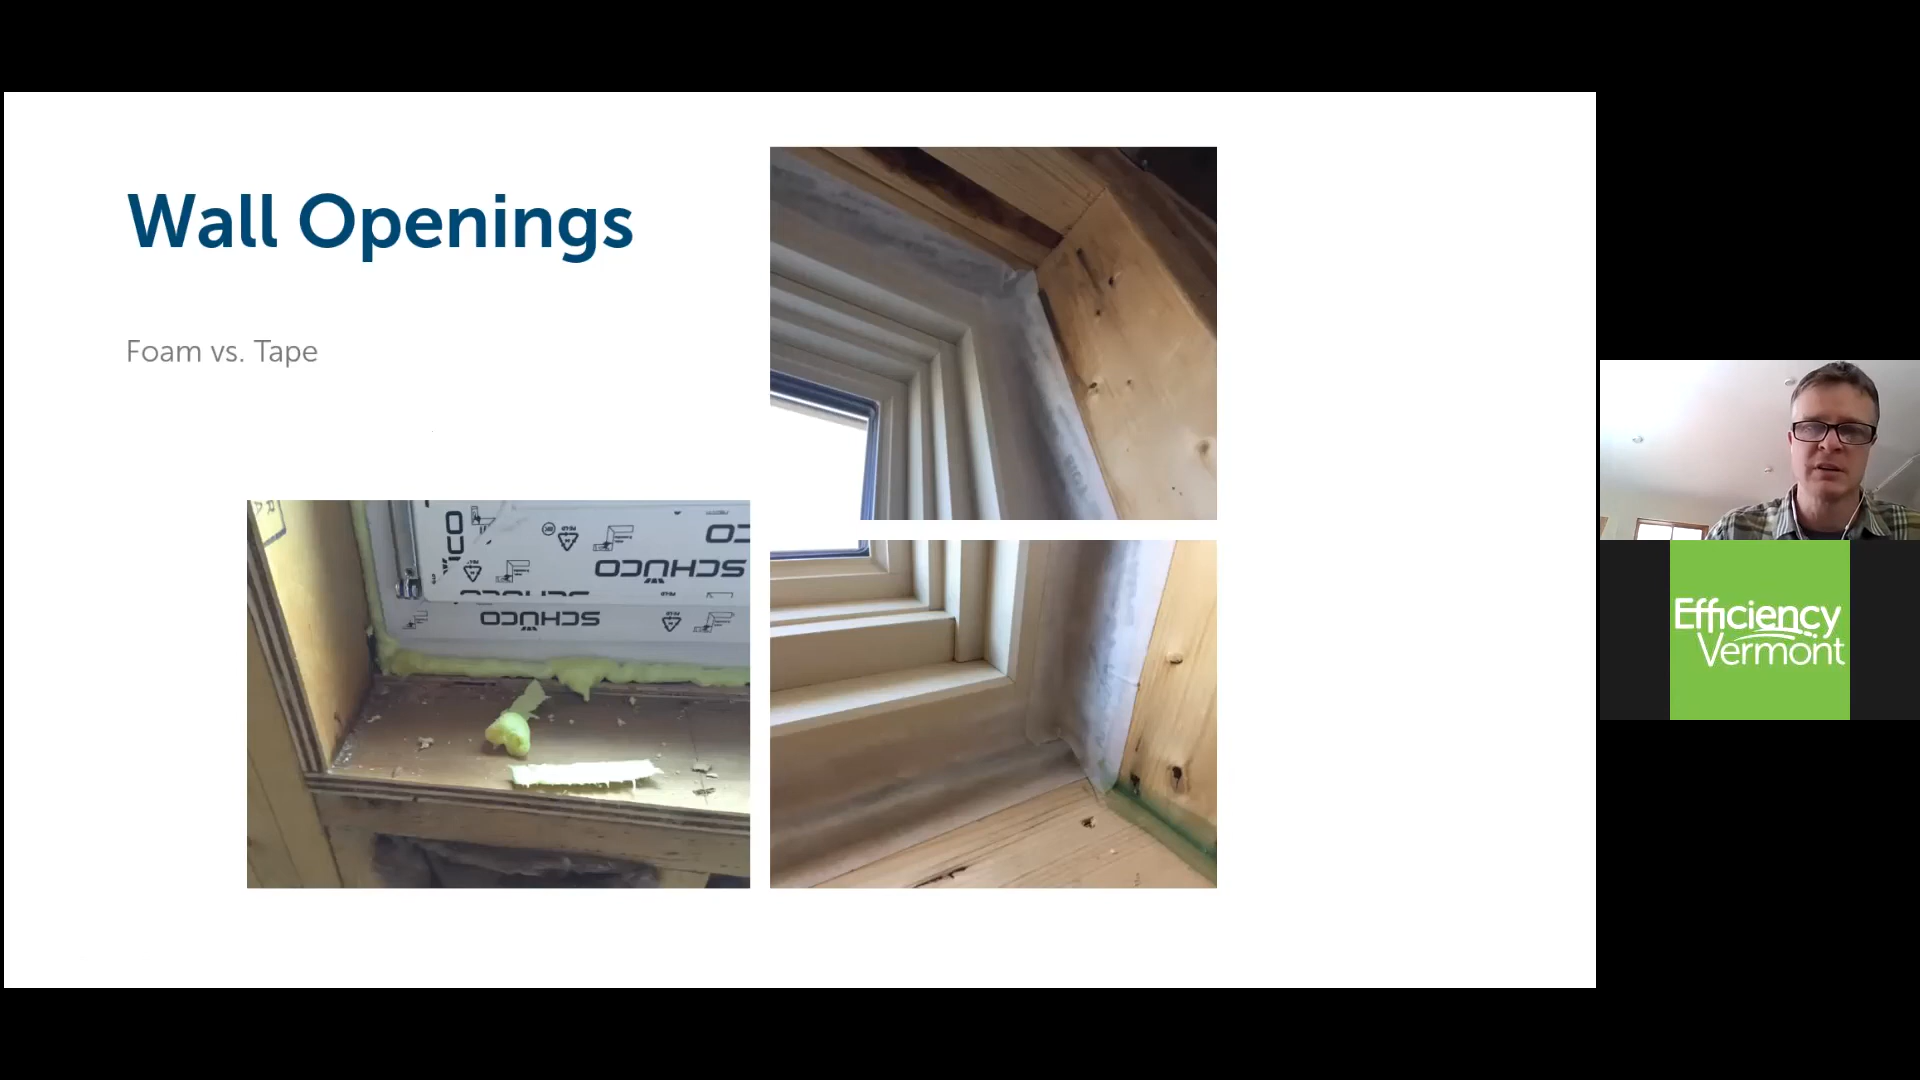 Wall Openings
Foam vs. Tape
SCHUCO
SCHUCO
Efficiency
Vermont